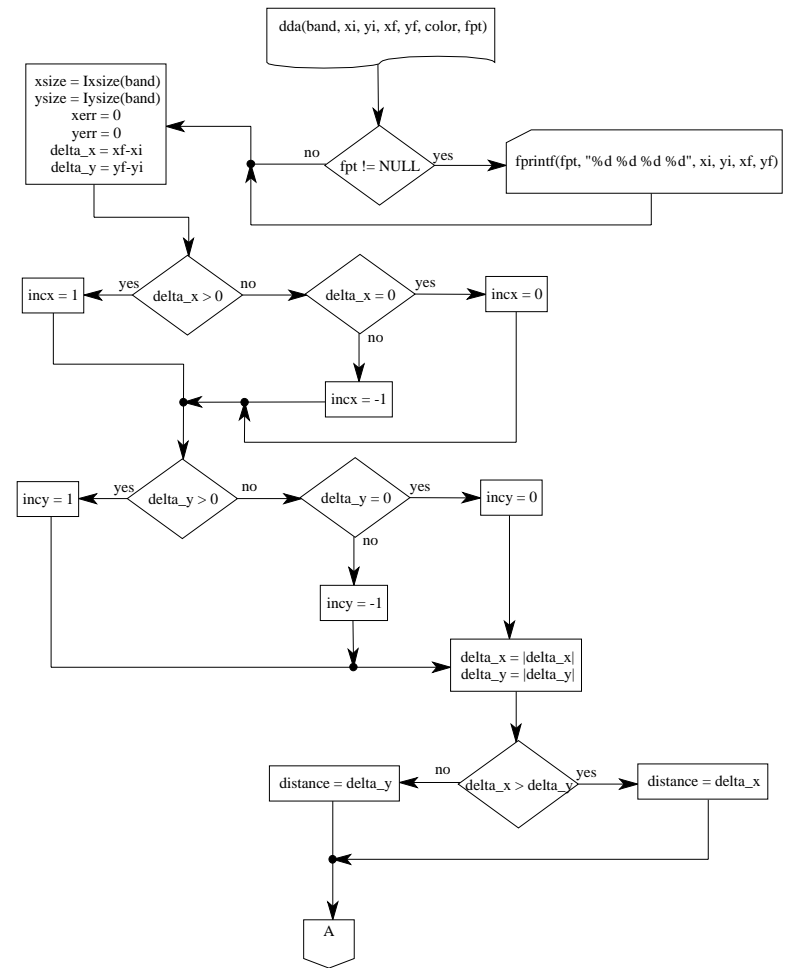 dda(band, xi, yi, xf, yf, color, fpt)
xsize = Ixsize(band)
ysize = Iysize(band)
xerr = 0
yerr = 0
delta_x = xf-xi
delta_y = yf-yi
no
fpt != NULL
yes
fprintf(fpt, "%d %d %d %d", xi, yi, xf, yf)
incx = 1
yes
delta_x > 0
no
delta_x = 0
yes
incx = 0
no
incx = -1
incy = 1
yes
delta_y > 0
no
delta_y = 0
yes
incy = 0
no
incy = -1
delta_x = |delta_x|
delta_y = |delta_y|
distance = delta_y
no
delta_x > delta_y
yes
distance = delta_x
A